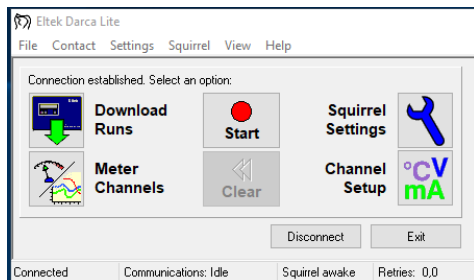 Eltek Darca Lite
File Contact Settings Squirrel View Help
Connection established. Select an option:
Download Runs
Start
Squirrel Settings
Meter Channels
Clear
Channel Setup
°CV
mA
Disconnect Exit
Connected Communications: Idle Squirrel awake Retries: 0,0